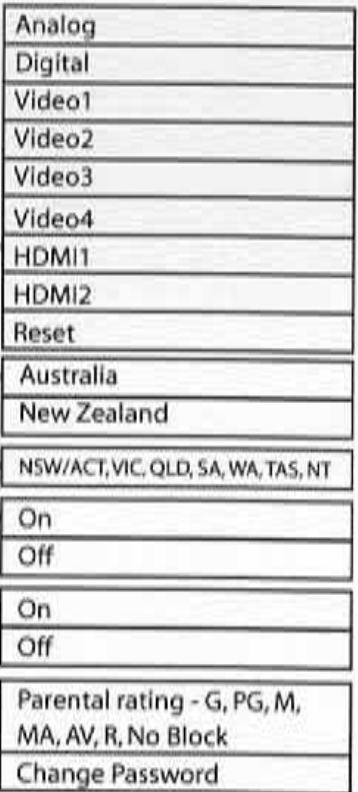 Analog
Digital
Video1
Video2
Video3
Video4
HDMI1
HDMI2
Reset
Australia
New Zealand
NSW/ACT, VIC, QLD, SA, WA, TAS, NT
On
Off
On
Off
Parental rating - G, PG, M,
MA, AV, R, No Block
Change Password